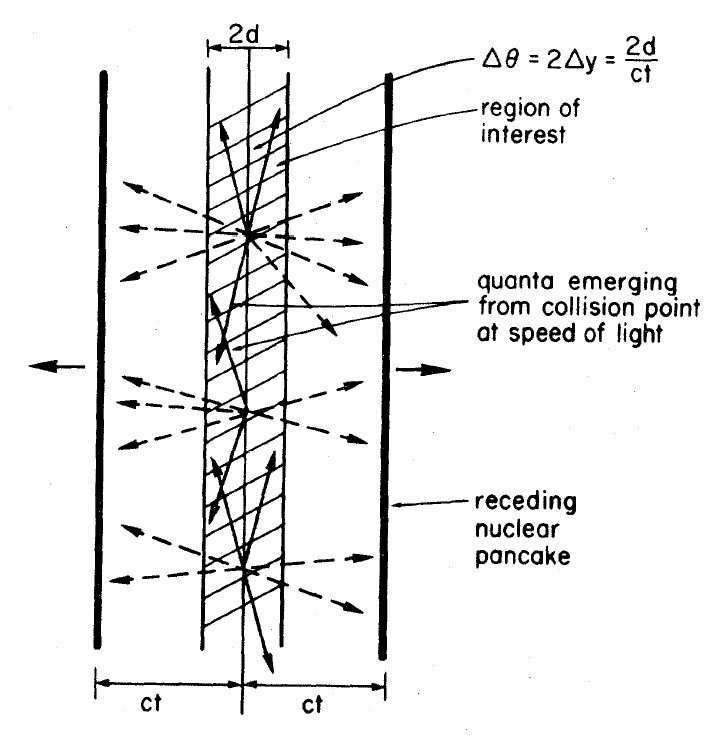 2d
Δθ = 2Δy = 2d/ct
region of
interest
quanta emerging
from collision point
at speed of light
receding
nuclear
pancake
ct
ct